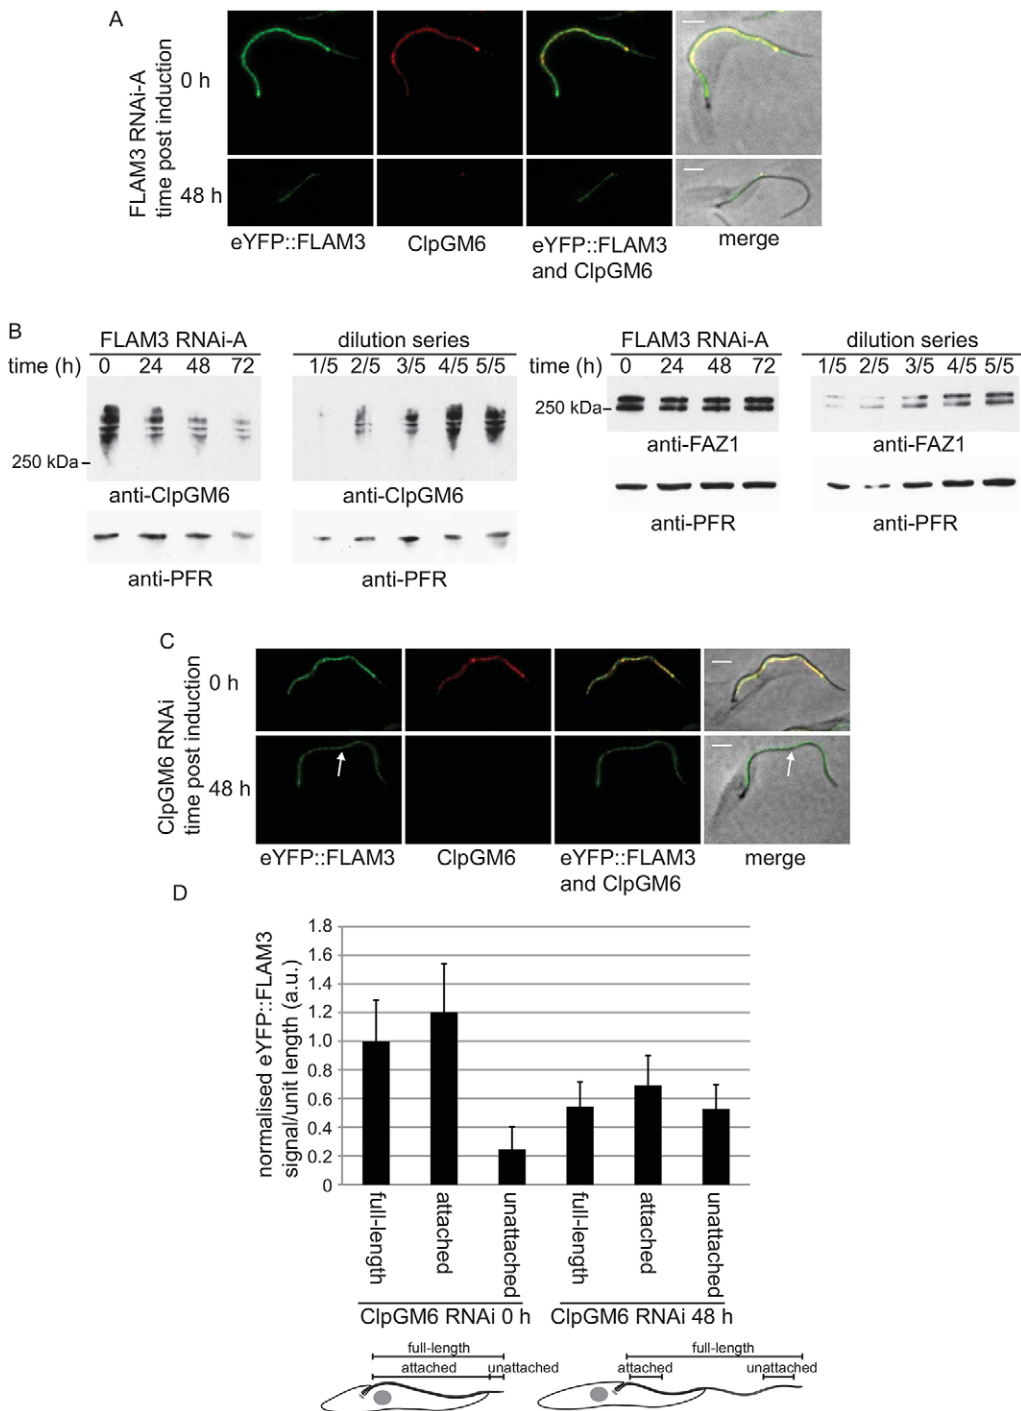 A
FLAM3 RNAi-A
time post induction
0 h
48 h
eYFP::FLAM3
ClpGM6
eYFP::FLAM3
and ClpGM6
merge
B
FLAM3 RNAi-A
dilution series
time (h) 0 24 48 72
1/5 2/5 3/5 4/5 5/5
250 kDa
anti-ClpGM6
anti-ClpGM6
anti-PFR
anti-PFR
FLAM3 RNAi-A
dilution series
time (h) 0 24 48 72
1/5 2/5 3/5 4/5 5/5
250 kDa
anti-FAZ1
anti-FAZ1
anti-PFR
anti-PFR
C
ClpGM6 RNAi
time post induction
0 h
48 h
eYFP::FLAM3
ClpGM6
eYFP::FLAM3
and ClpGM6
merge
D
normalised eYFP::FLAM3
signal/unit length (a.u.)
1.8
1.6
1.4
1.2
1.0
0.8
0.6
0.4
0.2
0
full-length
attached
unattached
full-length
attached
unattached
ClpGM6 RNAi 0 h
ClpGM6 RNAi 48 h
full-length
attached
unattached
full-length
attached
unattached